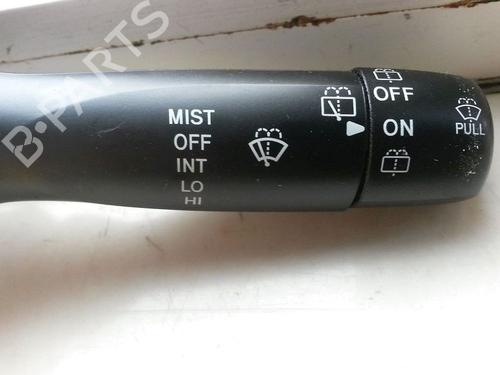 B-PARTS
MIST
OFF
INT
LO
HI
OFF
ON
PULL